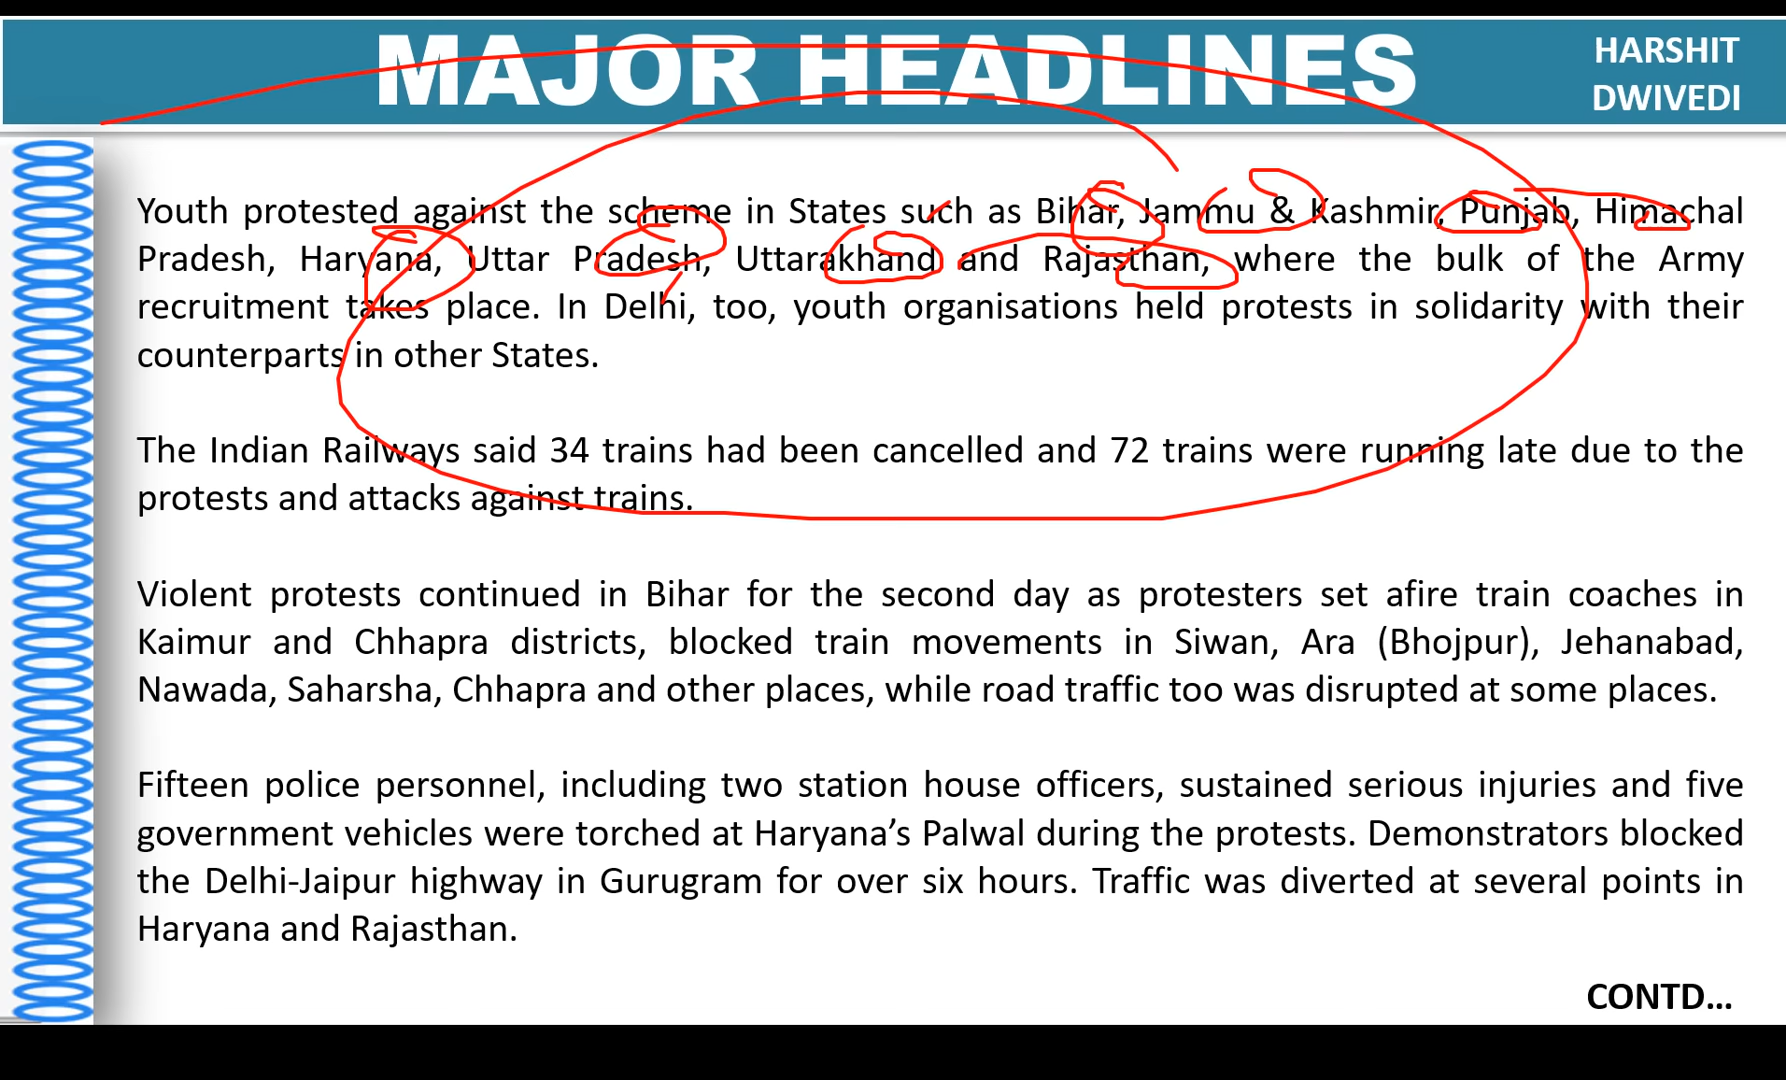 MAJOR HEADLINES
HARSHIT
DWIVEDI
Youth protested against the scheme in States such as Bihar, Jammu & Kashmir, Punjab, Himachal
Pradesh, Haryana, Uttar Pradesh, Uttarakhand and Rajasthan, where the bulk of the Army
recruitment takes place. In Delhi, too, youth organisations held protests in solidarity with their
counterparts in other States.
The Indian Railways said 34 trains had been cancelled and 72 trains were running late due to the
protests and attacks against trains.
Violent protests continued in Bihar for the second day as protesters set afire train coaches in
Kaimur and Chhapra districts, blocked train movements in Siwan, Ara (Bhojpur), Jehanabad,
Nawada, Saharsha, Chhapra and other places, while road traffic too was disrupted at some places.
Fifteen police personnel, including two station house officers, sustained serious injuries and five
government vehicles were torched at Haryana’s Palwal during the protests. Demonstrators blocked
the Delhi-Jaipur highway in Gurugram for over six hours. Traffic was diverted at several points in
Haryana and Rajasthan.
CONTD...